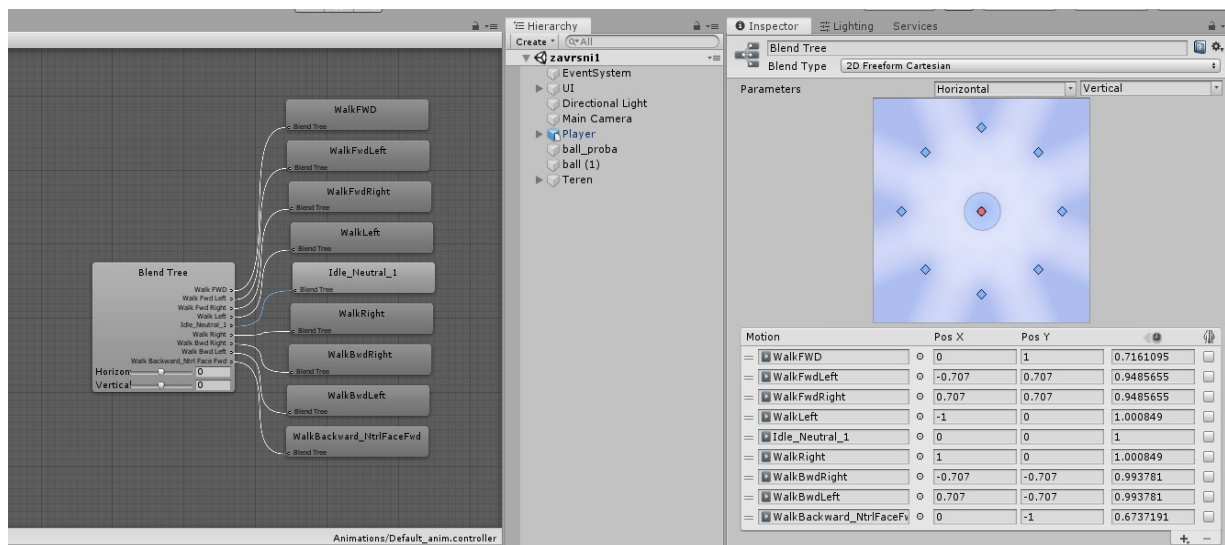 WalkFWD
Blend Tree
WalkFwdLeft
Blend Tree
WalkFwdRight
Blend Tree
WalkLeft
Blend Tree
Idle_Neutral_1
Blend Tree
WalkRight
Blend Tree
WalkBwdRight
Blend Tree
WalkBwdLeft
Blend Tree
WalkBackward_NtrlFaceFwd
Blend Tree
Blend Tree
Walk FWD
Walk Fwd Left
Walk Fwd Right
Walk Left
Idle_Neutral_1
Walk Right
Walk Bwd Right
Walk Bwd Left
Walk Backward_Ntrl Face Fwd
Horizon 0
Vertical 0
Animations/Default_anim.controller
Hierarchy
Create All
zavrsni1
EventSystem
UI
Directional Light
Main Camera
Player
ball_proba
ball (1)
Teren
Inspector Lighting Services
Blend Tree
Blend Type 2D Freeform Cartesian
Parameters Horizontal Vertical
Motion Pos X Pos Y
WalkFWD 0 1 0.7161095
WalkFwdLeft -0.707 0.707 0.9485655
WalkFwdRight 0.707 0.707 0.9485655
WalkLeft -1 0 1.000849
Idle_Neutral_1 0 0 1
WalkRight 1 0 1.000849
WalkBwdRight -0.707 -0.707 0.993781
WalkBwdLeft 0.707 -0.707 0.993781
WalkBackward_NtrlFaceFw 0 -1 0.6737191